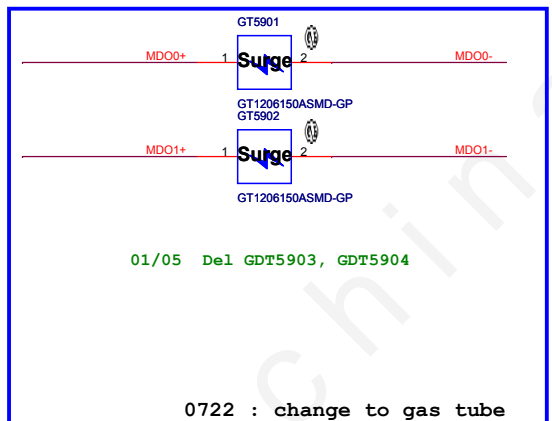 GT5901
MDO0+ 1 Surge 2 MDO0-
GT1206150ASMD-GP
GT5902
MDO1+ 1 Surge 2 MDO1-
GT1206150ASMD-GP
01/05 Del GDT5903, GDT5904
0722 : change to gas tube